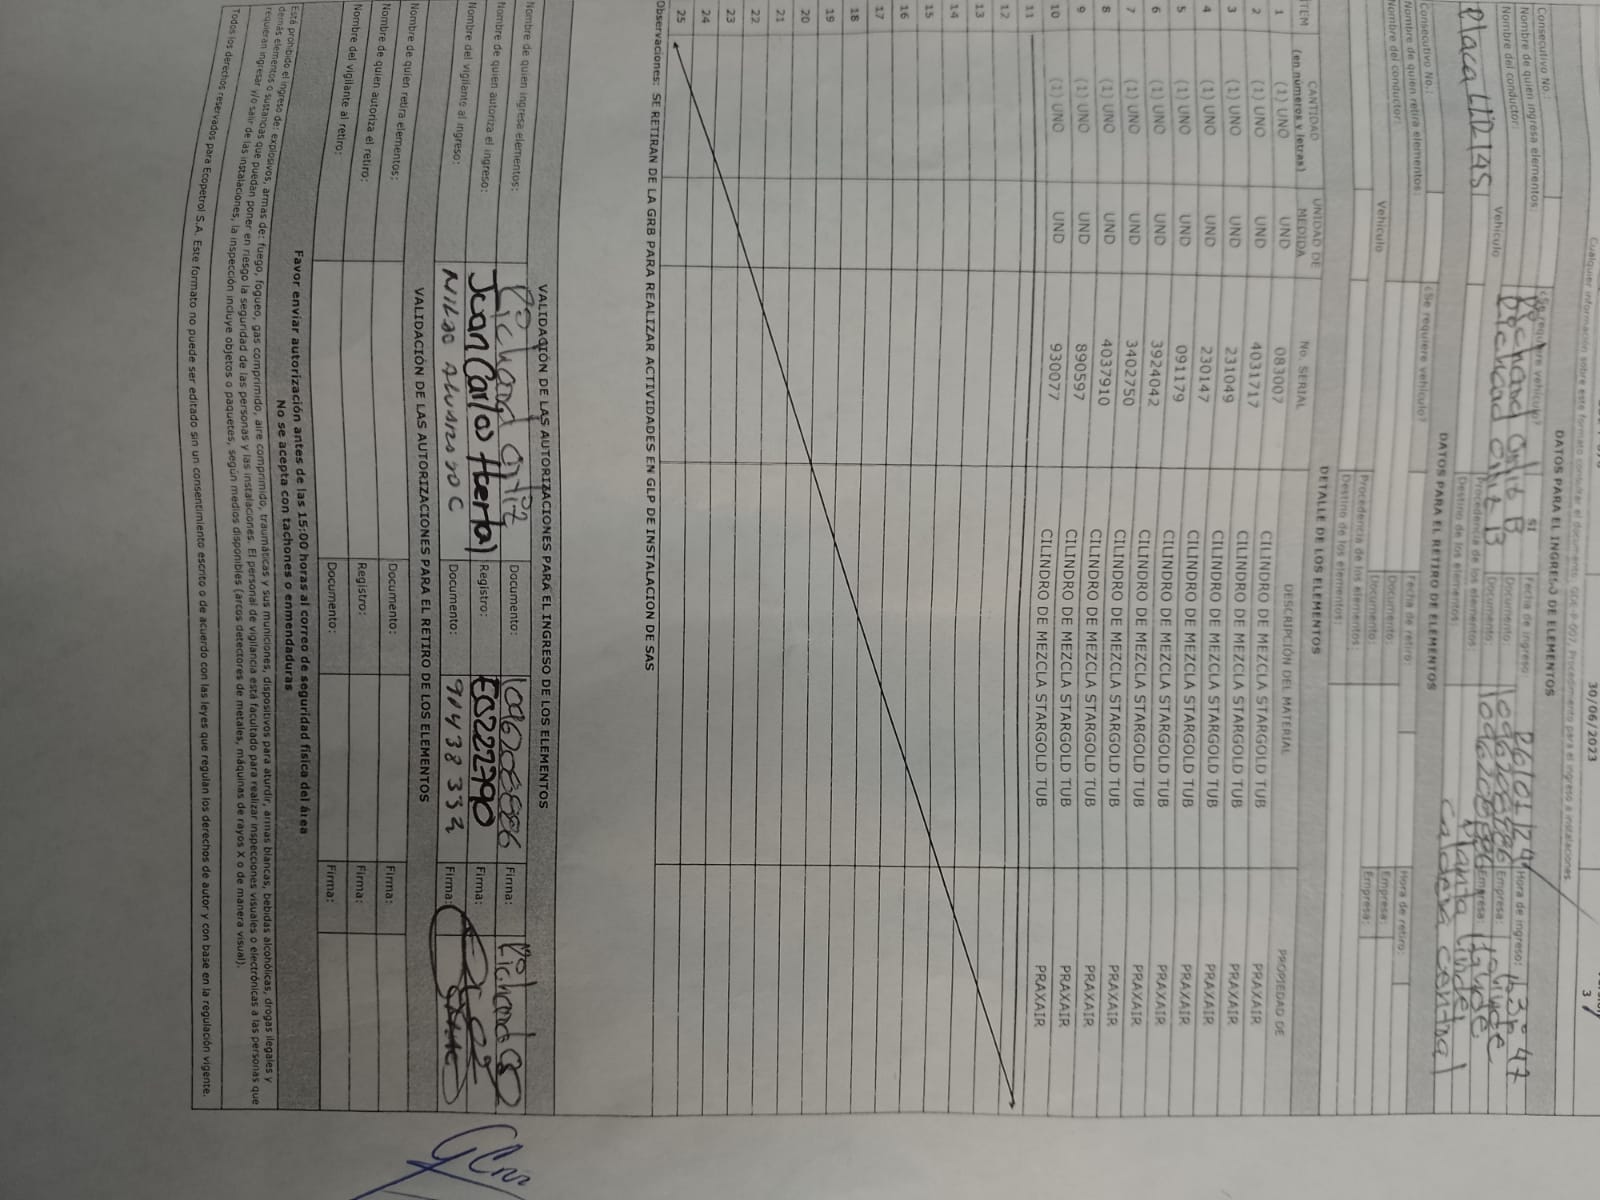 30/06/2023
3
Cualquier información sobre este formato consultar el documento GDE-P-007, Procedimiento para el ingreso a instalaciones
DATOS PARA EL INGRESO DE ELEMENTOS
Consecutivo No.:
¿Se requiere vehículo?
SI
Fecha de ingreso:
26/01/24
Hora de ingreso:
Nombre de quien ingresa elementos:
Richard Ortiz B
Documento:
Empresa:
Linde
Nombre del conductor:
Richard Ortiz B
Documento:
Empresa:
Linde
Vehículo
Placa
Procedencia de los elementos:
Planta Linde
Destino de los elementos:
Caldera central
DATOS PARA EL RETIRO DE ELEMENTOS
Consecutivo No.:
¿Se requiere vehículo?
Fecha de retiro:
Hora de retiro:
Nombre de quien retira elementos
Documento:
Empresa:
Nombre del conductor:
Documento:
Empresa:
Vehículo
Procedencia de los elementos:
Destino de los elementos:
DETALLE DE LOS ELEMENTOS
ITEM CANTIDAD (en números y letras) UNIDAD DE MEDIDA No. SERIAL DESCRIPCIÓN DEL MATERIAL PROPIEDAD DE
1 (1) UNO UND 083007 CILINDRO DE MEZCLA STARGOLD TUB PRAXAIR
2 (1) UNO UND 4031717 CILINDRO DE MEZCLA STARGOLD TUB PRAXAIR
3 (1) UNO UND 231049 CILINDRO DE MEZCLA STARGOLD TUB PRAXAIR
4 (1) UNO UND 230147 CILINDRO DE MEZCLA STARGOLD TUB PRAXAIR
5 (1) UNO UND 091179 CILINDRO DE MEZCLA STARGOLD TUB PRAXAIR
6 (1) UNO UND 3924042 CILINDRO DE MEZCLA STARGOLD TUB PRAXAIR
7 (1) UNO UND 3402750 CILINDRO DE MEZCLA STARGOLD TUB PRAXAIR
8 (1) UNO UND 4037910 CILINDRO DE MEZCLA STARGOLD TUB PRAXAIR
9 (1) UNO UND 890597 CILINDRO DE MEZCLA STARGOLD TUB PRAXAIR
10 (1) UNO UND 930077 CILINDRO DE MEZCLA STARGOLD TUB PRAXAIR
11
12
13
14
15
16
17
18
19
20
21
22
23
24
25
Observaciones: SE RETIRAN DE LA GRB PARA REALIZAR ACTIVIDADES EN GLP DE INSTALACION DE SAS
VALIDACIÓN DE LAS AUTORIZACIONES PARA EL INGRESO DE LOS ELEMENTOS
Nombre de quien ingresa elementos: Richard Ortiz Documento: Firma:
Nombre de quien autoriza el ingreso: Juan Carlos Registro: E0222790 Firma:
Nombre del vigilante al ingreso: Documento: Firma:
VALIDACIÓN DE LAS AUTORIZACIONES PARA EL RETIRO DE LOS ELEMENTOS
Nombre de quien retira elementos: Documento: Firma:
Nombre de quien autoriza el retiro: Registro: Firma:
Nombre del vigilante al retiro: Documento: Firma:
Favor enviar autorización antes de las 15:00 horas al correo de seguridad física del área
No se acepta con tachones o enmendaduras
Está prohibido el ingreso de: explosivos, armas de: fuego, fogueo, gas comprimido, aire comprimido, traumáticas y sus municiones, dispositivos para aturdir, armas blancas, bebidas alcohólicas, drogas ilegales y
demás elementos o sustancias que puedan poner en riesgo la seguridad de las personas y las instalaciones. El personal de vigilancia está facultado para realizar inspecciones visuales o electrónicas a las personas que
requieran ingresar y/o salir de las instalaciones, la inspección incluye objetos o paquetes, según medios disponibles (arcos detectores de metales, máquinas de rayos X o de manera visual).
Todos los derechos reservados para Ecopetrol S.A. Este formato no puede ser editado sin un consentimiento escrito o de acuerdo con las leyes que regulan los derechos de autor y con base en la regulación vigente.